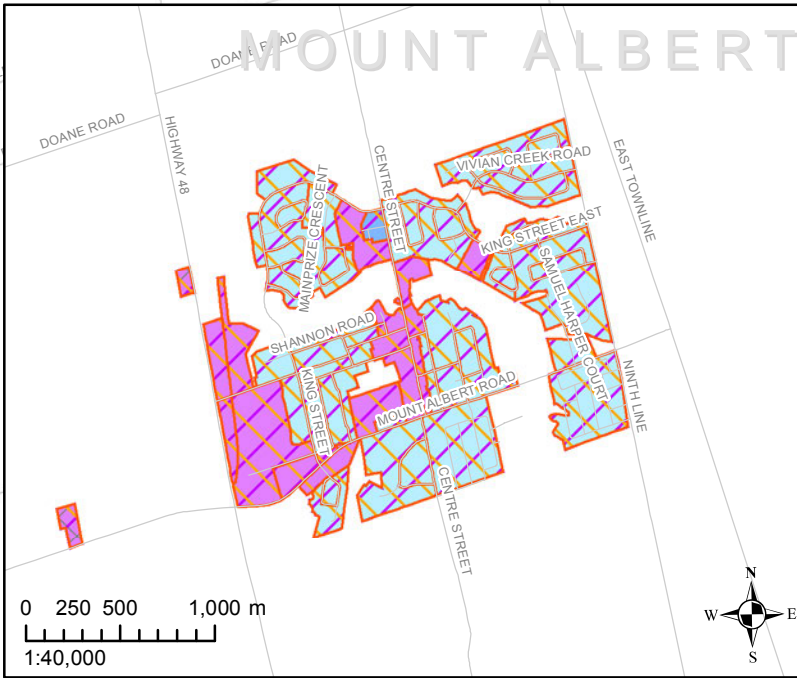 MOUNT ALBERT
DOANE ROAD
DOANE ROAD
HIGHWAY 48
CENTRE STREET
VIVIAN CREEK ROAD
EAST TOWNLINE
MAINPRIZE CRESCENT
KING STREET EAST
SAMUEL HARPER COURT
SHANNON ROAD
KING STREET
MOUNT ALBERT ROAD
NINTH LINE
CENTRE STREET
0 250 500 1,000 m
1:40,000
N
W E
S